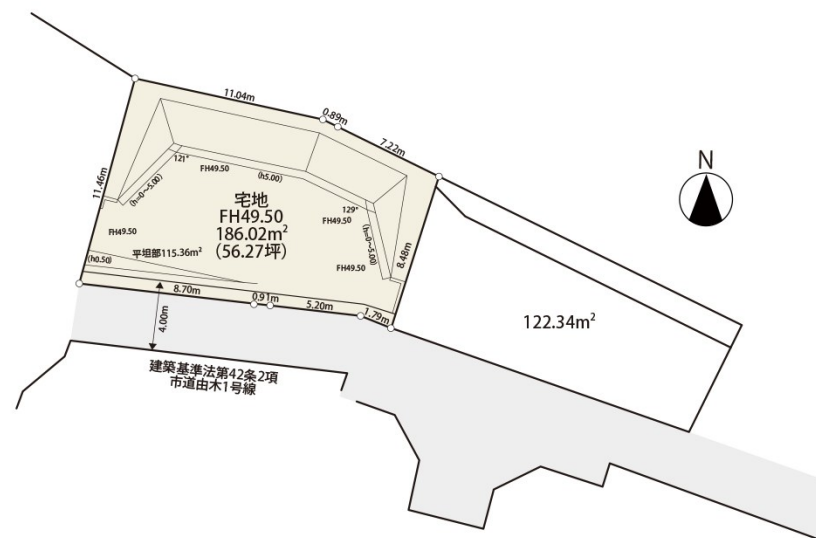 11.04m
0.89m
7.22m
N
121°
FH49.50
(h5.00)
11.46m
(h=0〜5.00)
宅地
FH49.50
186.02m²
(56.27坪)
129°
FH49.50
(h=0〜5.00)
FH49.50
平坦部115.36m²
FH49.50
8.48m
(h0.50)
8.70m
0.91m
5.20m
1.79m
4.00m
122.34m²
建築基準法第42条2項
市道由木1号線